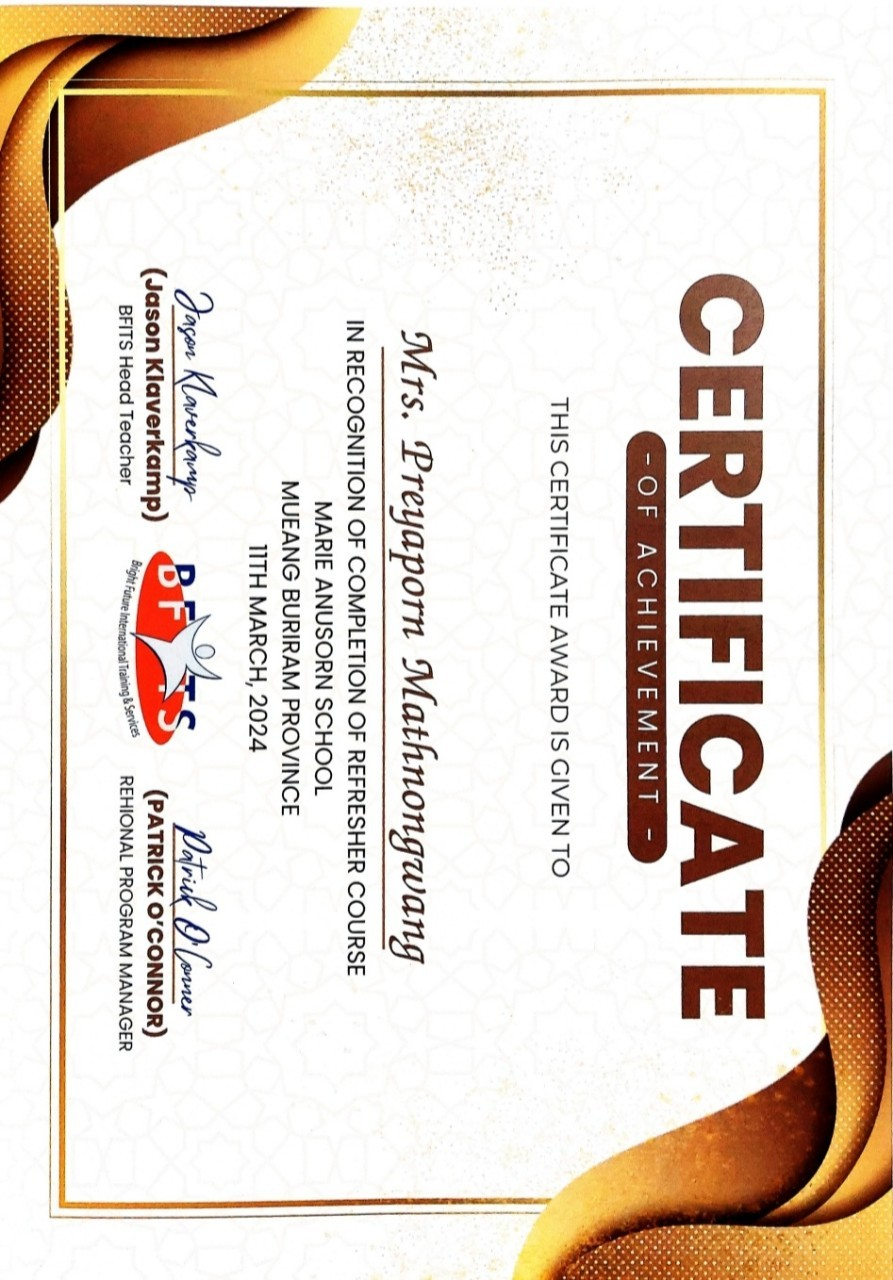 CERTIFICATE
- OF ACHIEVEMENT -
THIS CERTIFICATE AWARD IS GIVEN TO
Mrs. Preyaporn Mathnongwang
IN RECOGNITION OF COMPLETION OF REFRESHER COURSE
MARIE ANUSORN SCHOOL
MUEANG BURIRAM PROVINCE
11TH MARCH, 2024
Jason Klaverkamp
(Jason Klaverkamp)
BFITS Head Teacher
BFITS
Bright Future International Training & Services
Patrick O'Conner
(PATRICK O'CONNOR)
REHIONAL PROGRAM MANAGER